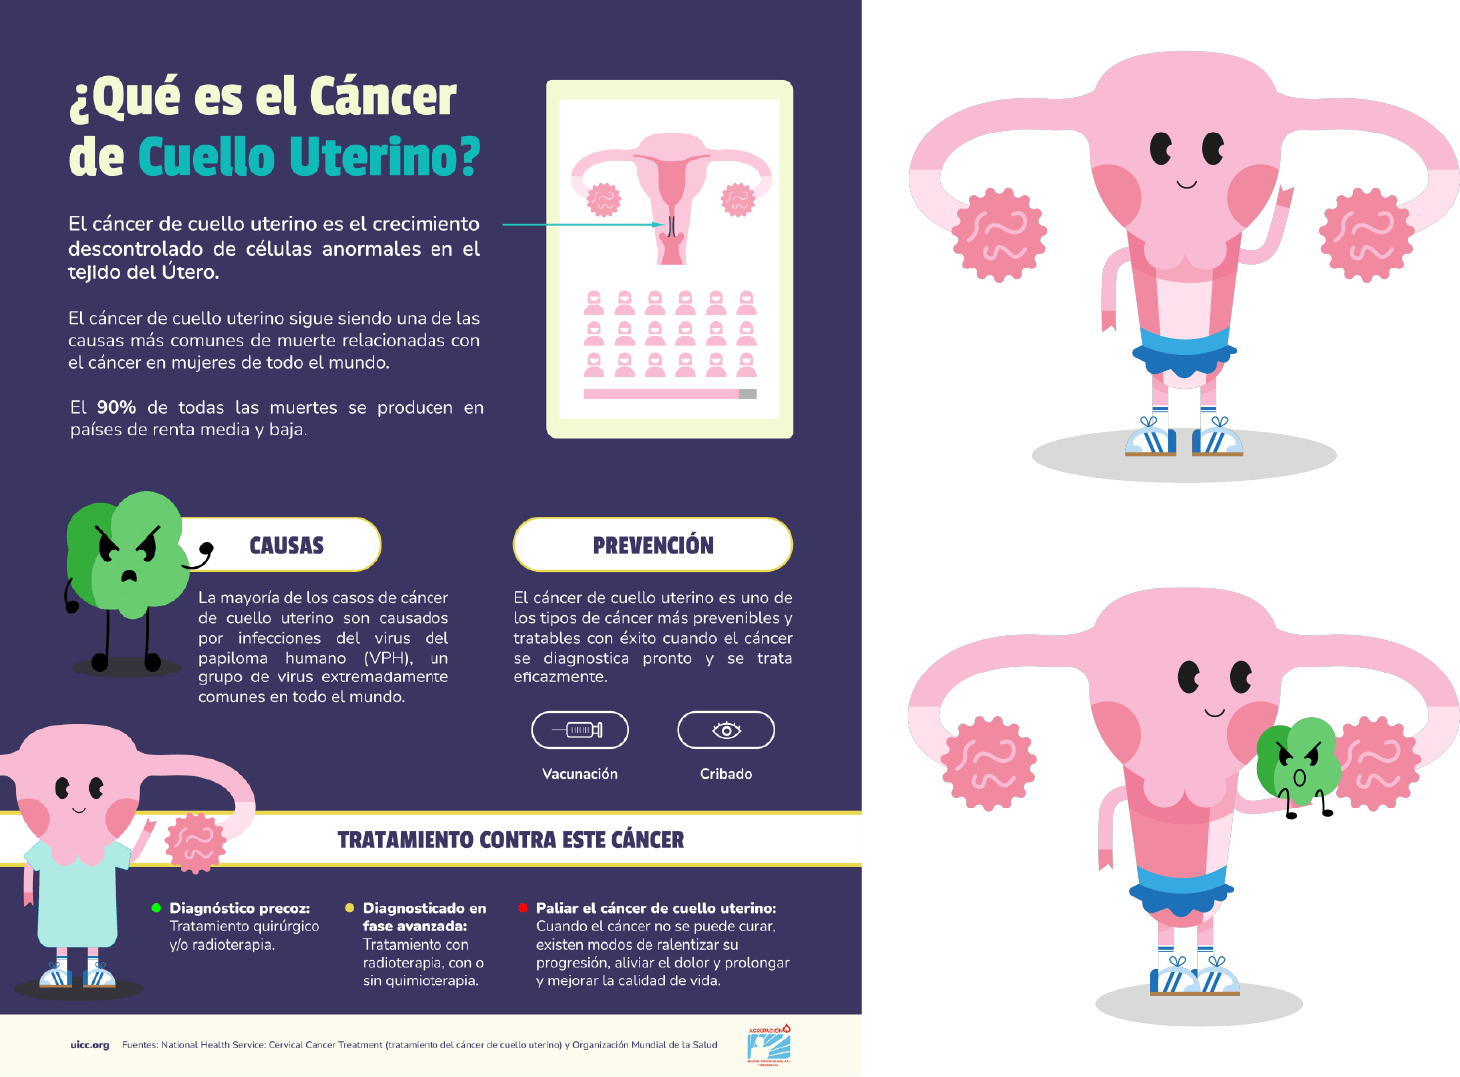 ¿Qué es el Cáncer
de Cuello Uterino?
El cáncer de cuello uterino es el crecimiento
descontrolado de células anormales en el
tejido del Útero.
El cáncer de cuello uterino sigue siendo una de las
causas más comunes de muerte relacionadas con
el cáncer en mujeres de todo el mundo.
El 90% de todas las muertes se producen en
países de renta media y baja.
CAUSAS
La mayoría de los casos de cáncer
de cuello uterino son causados
por infecciones del virus del
papiloma humano (VPH), un
grupo de virus extremadamente
comunes en todo el mundo.
PREVENCIÓN
El cáncer de cuello uterino es uno de
los tipos de cáncer más prevenibles y
tratables con éxito cuando el cáncer
se diagnostica pronto y se trata
eficazmente.
Vacunación
Cribado
TRATAMIENTO CONTRA ESTE CÁNCER
Diagnóstico precoz:
Tratamiento quirúrgico
y/o radioterapia.
Diagnosticado en
fase avanzada:
Tratamiento con
radioterapia, con o
sin quimioterapia.
Paliar el cáncer de cuello uterino:
Cuando el cáncer no se puede curar,
existen modos de ralentizar su
progresión, aliviar el dolor y prolongar
y mejorar la calidad de vida.
uicc.org Fuentes: National Health Service: Cervical Cancer Treatment (tratamiento del cáncer de cuello uterino) y Organización Mundial de la Salud
AGRUPACIÓN